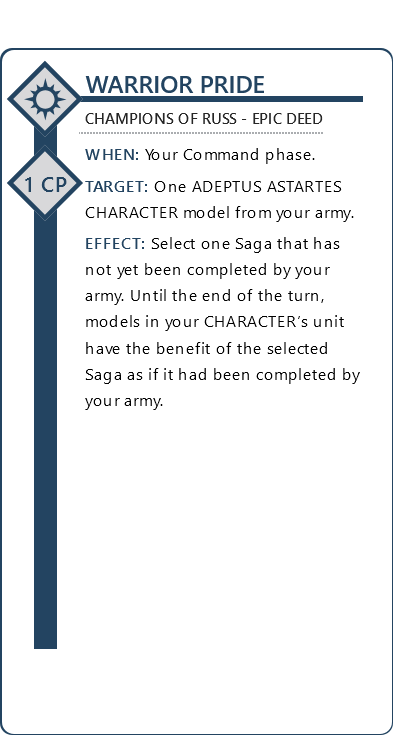 WARRIOR PRIDE
CHAMPIONS OF RUSS - EPIC DEED
WHEN: Your Command phase.
1 CP
TARGET: One ADEPTUS ASTARTES
CHARACTER model from your army.
EFFECT: Select one Saga that has
not yet been completed by your
army. Until the end of the turn,
models in your CHARACTER’s unit
have the benefit of the selected
Saga as if it had been completed by
your army.